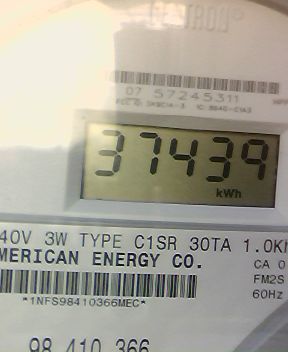 07 57245311
37439
kWh
40V 3W TYPE C1SR 30TA 1.0K
MERICAN ENERGY CO.
CA 0
FM2S
60Hz
*1NFS98410366MEC*
98 410 366